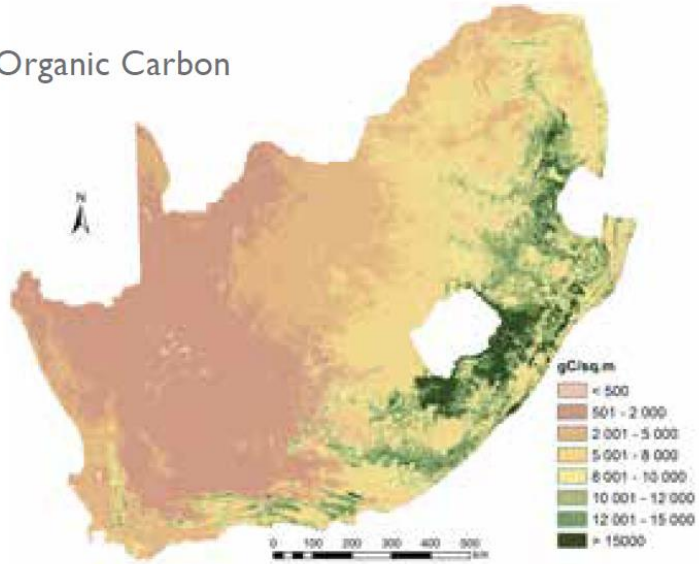 Organic Carbon
N
gC/sq.m
< 500
501 - 2 000
2 001 - 5 000
5 001 - 8 000
8 001 - 10 000
10 001 - 12 000
12 001 - 15 000
> 15000
0 100 200 300 400 500
km